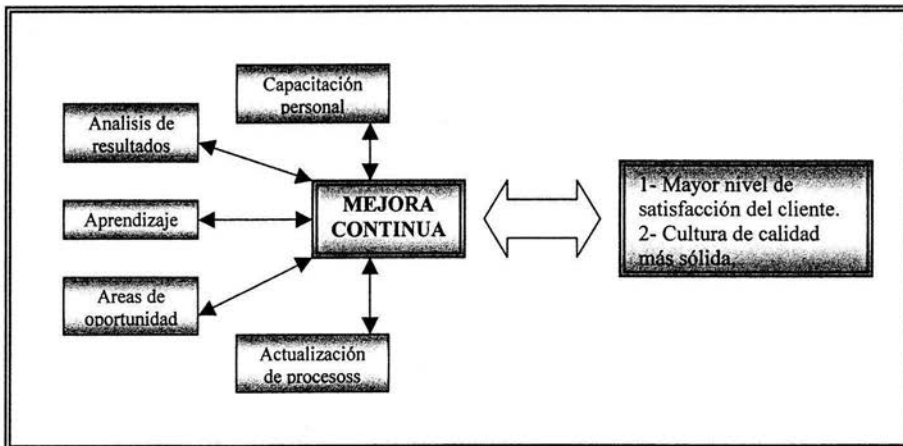 Capacitación
personal
Analisis de
resultados
Aprendizaje
Areas de
oportunidad
Actualización
de procesoss
MEJORA
CONTINUA
1- Mayor nivel de
satisfacción del cliente.
2- Cultura de calidad
más sólida.